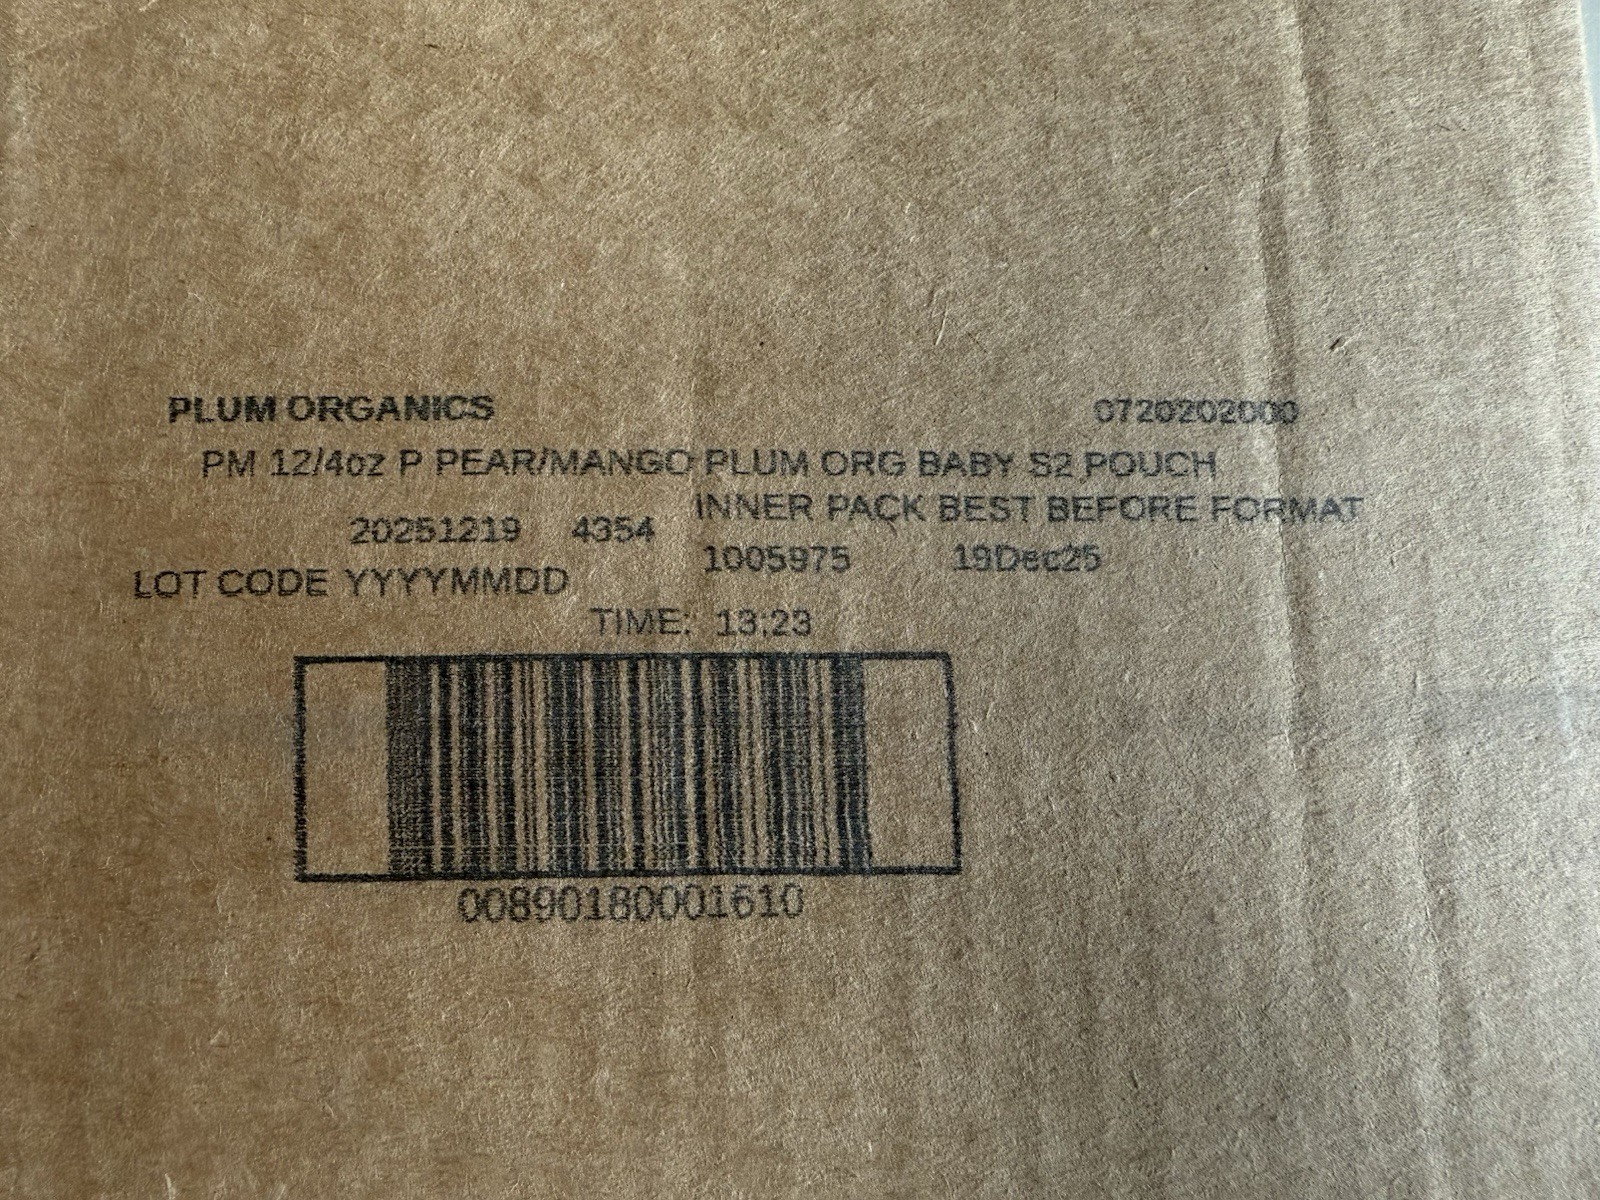 PLUM ORGANICS 0720202000
PM 12/4oz P PEAR/MANGO PLUM ORG BABY S2 POUCH
INNER PACK BEST BEFORE FORMAT
20251219 4354
1005975 19Dec25
LOT CODE YYYYMMDD
TIME: 13:23
00890180001610